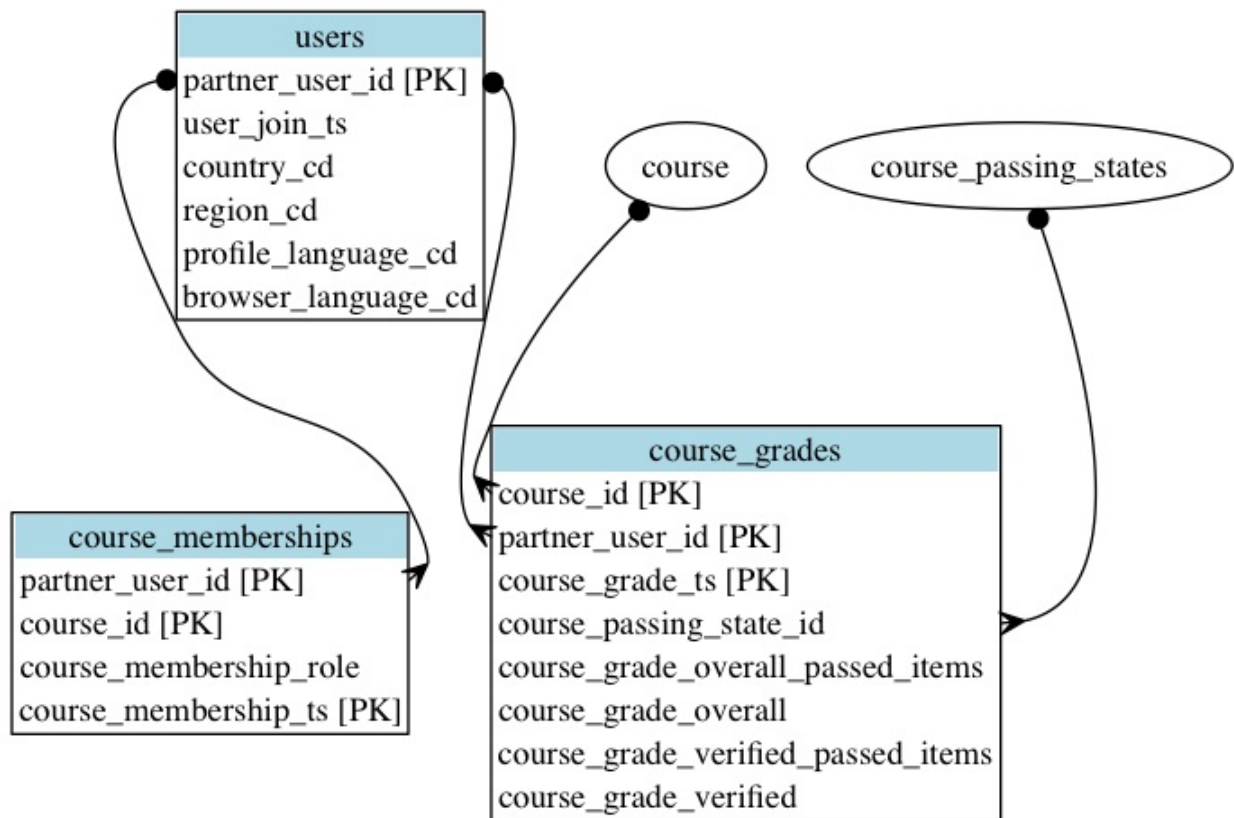 users
partner_user_id [PK]
user_join_ts
country_cd
region_cd
profile_language_cd
browser_language_cd
course
course_passing_states
course_memberships
partner_user_id [PK]
course_id [PK]
course_membership_role
course_membership_ts [PK]
course_grades
course_id [PK]
partner_user_id [PK]
course_grade_ts [PK]
course_passing_state_id
course_grade_overall_passed_items
course_grade_overall
course_grade_verified_passed_items
course_grade_verified